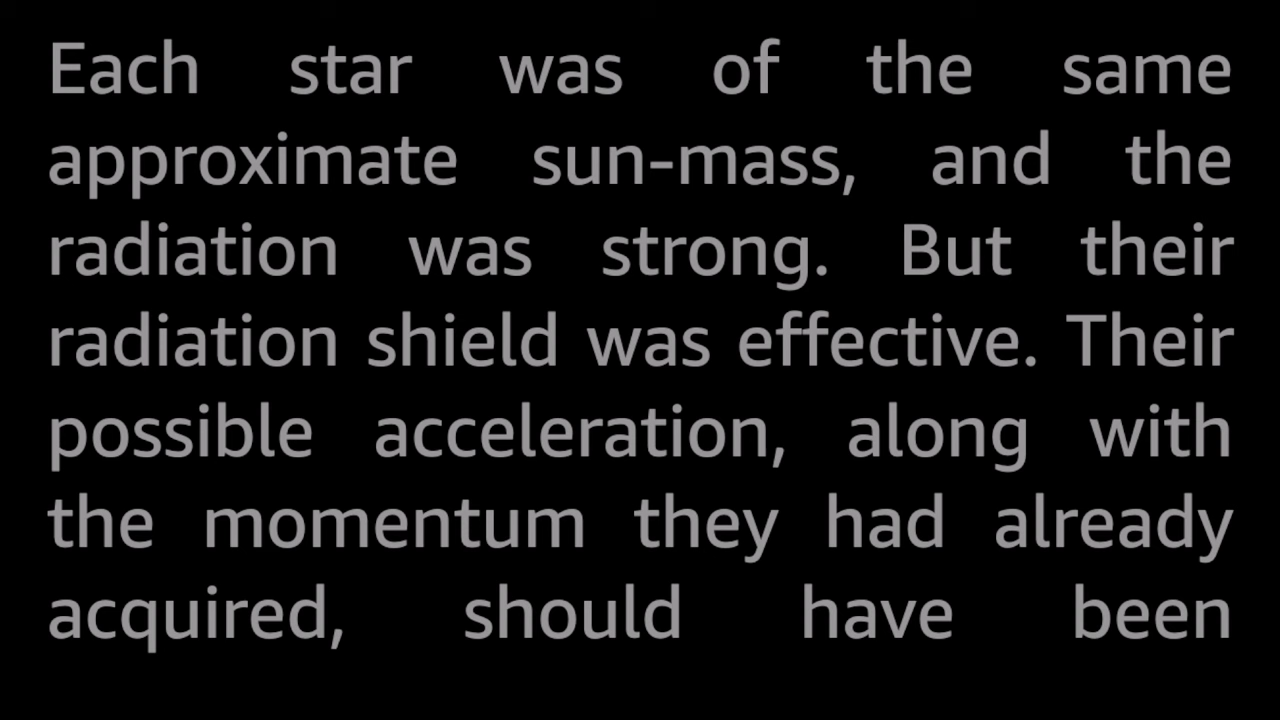 Each star was of the same
approximate sun-mass, and the
radiation was strong. But their
radiation shield was effective. Their
possible acceleration, along with
the momentum they had already
acquired, should have been